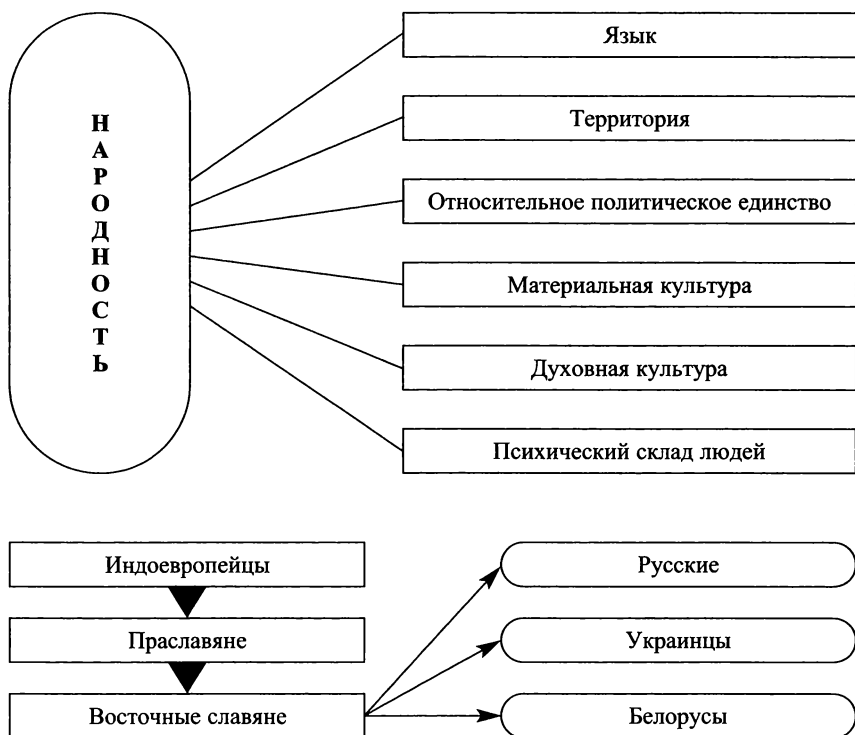 НАРОДНОСТЬ
Язык
Территория
Относительное политическое единство
Материальная культура
Духовная культура
Психический склад людей
Индоевропейцы
Праславяне
Восточные славяне
Русские
Украинцы
Белорусы